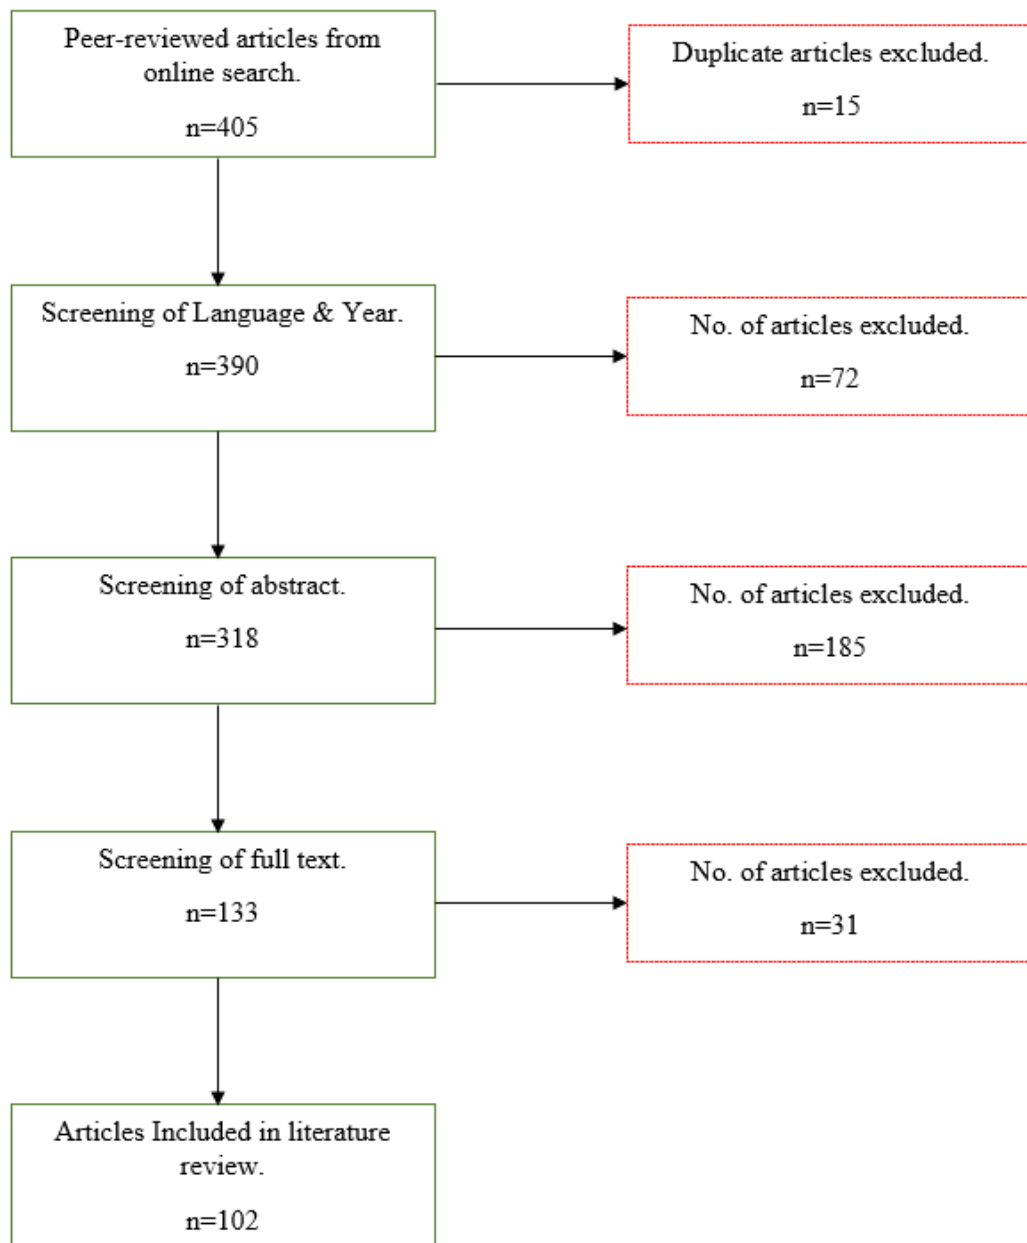 Peer-reviewed articles from
online search.
n=405
Duplicate articles excluded.
n=15
Screening of Language & Year.
n=390
No. of articles excluded.
n=72
Screening of abstract.
n=318
No. of articles excluded.
n=185
Screening of full text.
n=133
No. of articles excluded.
n=31
Articles Included in literature
review.
n=102